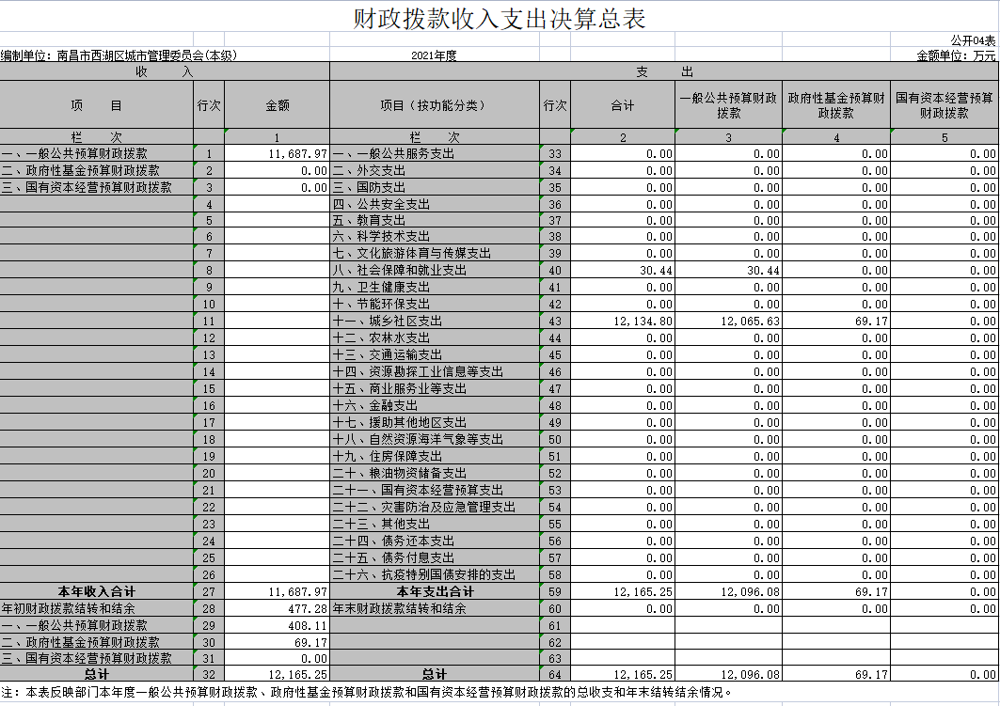 财政拨款收入支出决算总表
公开04表
编制单位：南昌市西湖区城市管理委员会(本级) 2021年度 金额单位：万元
收 入 支 出
项 目 行次 金额 项目（按功能分类） 行次 合计 一般公共预算财政拨款 政府性基金预算财政拨款 国有资本经营预算财政拨款
栏 次 1 栏 次 2 3 4 5
一、一般公共预算财政拨款 1 11,687.97 一、一般公共服务支出 33 0.00 0.00 0.00 0.00
二、政府性基金预算财政拨款 2 0.00 二、外交支出 34 0.00 0.00 0.00 0.00
三、国有资本经营预算财政拨款 3 0.00 三、国防支出 35 0.00 0.00 0.00 0.00
4 四、公共安全支出 36 0.00 0.00 0.00 0.00
5 五、教育支出 37 0.00 0.00 0.00 0.00
6 六、科学技术支出 38 0.00 0.00 0.00 0.00
7 七、文化旅游体育与传媒支出 39 0.00 0.00 0.00 0.00
8 八、社会保障和就业支出 40 30.44 30.44 0.00 0.00
9 九、卫生健康支出 41 0.00 0.00 0.00 0.00
10 十、节能环保支出 42 0.00 0.00 0.00 0.00
11 十一、城乡社区支出 43 12,134.80 12,065.63 69.17 0.00
12 十二、农林水支出 44 0.00 0.00 0.00 0.00
13 十三、交通运输支出 45 0.00 0.00 0.00 0.00
14 十四、资源勘探工业信息等支出 46 0.00 0.00 0.00 0.00
15 十五、商业服务业等支出 47 0.00 0.00 0.00 0.00
16 十六、金融支出 48 0.00 0.00 0.00 0.00
17 十七、援助其他地区支出 49 0.00 0.00 0.00 0.00
18 十八、自然资源海洋气象等支出 50 0.00 0.00 0.00 0.00
19 十九、住房保障支出 51 0.00 0.00 0.00 0.00
20 二十、粮油物资储备支出 52 0.00 0.00 0.00 0.00
21 二十一、国有资本经营预算支出 53 0.00 0.00 0.00 0.00
22 二十二、灾害防治及应急管理支出 54 0.00 0.00 0.00 0.00
23 二十三、其他支出 55 0.00 0.00 0.00 0.00
24 二十四、债务还本支出 56 0.00 0.00 0.00 0.00
25 二十五、债务付息支出 57 0.00 0.00 0.00 0.00
26 二十六、抗疫特别国债安排的支出 58 0.00 0.00 0.00 0.00
本年收入合计 27 11,687.97 本年支出合计 59 12,165.25 12,096.08 69.17 0.00
年初财政拨款结转和结余 28 477.28 年末财政拨款结转和结余 60 0.00 0.00 0.00 0.00
一、一般公共预算财政拨款 29 408.11 61
二、政府性基金预算财政拨款 30 69.17 62
三、国有资本经营预算财政拨款 31 0.00 63
总计 32 12,165.25 总计 64 12,165.25 12,096.08 69.17 0.00
注：本表反映部门本年度一般公共预算财政拨款、政府性基金预算财政拨款和国有资本经营预算财政拨款的总收支和年末结转结余情况。